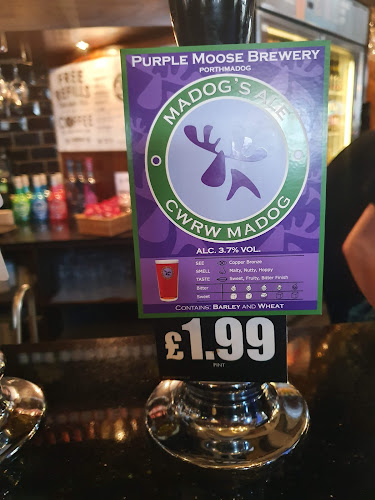 PURPLE MOOSE BREWERY
PORTHMADOG
MADOG'S ALE
CWRW MADOG
ALC. 3.7% VOL.
SEE Copper Bronze
SMELL Malty, Nutty, Hoppy
TASTE Sweet, Fruity, Bitter Finish
Bitter
Sweet
CONTAINS: BARLEY AND WHEAT
£1.99
PINT
FREE
REFILLS
COFFEE